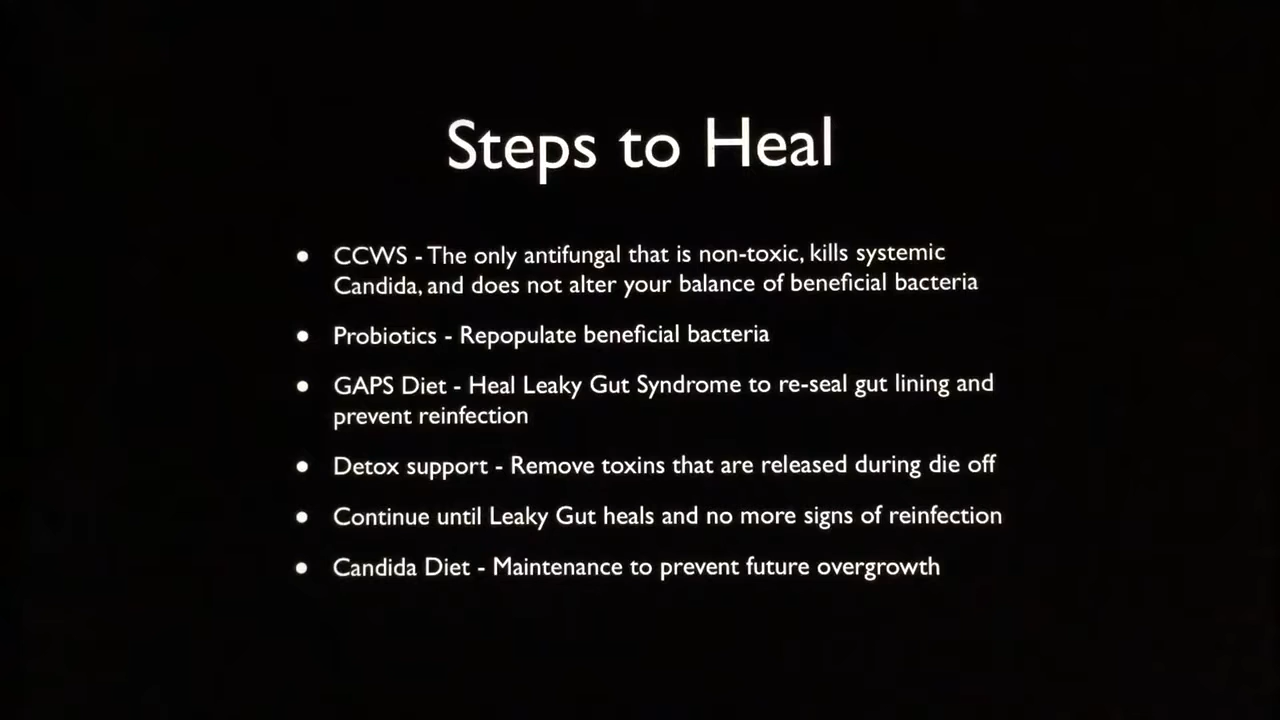 Steps to Heal
• CCWS - The only antifungal that is non-toxic, kills systemic
Candida, and does not alter your balance of beneficial bacteria
• Probiotics - Repopulate beneficial bacteria
• GAPS Diet - Heal Leaky Gut Syndrome to re-seal gut lining and
prevent reinfection
• Detox support - Remove toxins that are released during die off
• Continue until Leaky Gut heals and no more signs of reinfection
• Candida Diet - Maintenance to prevent future overgrowth